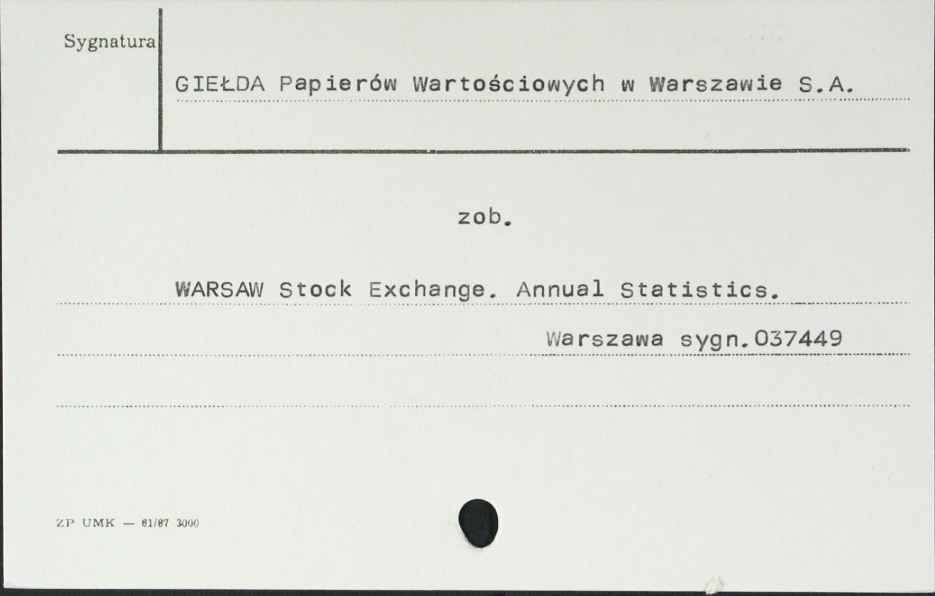 Sygnatura
GIEŁDA Papierów Wartościowych w Warszawie S.A.
zob.
WARSAW Stock Exchange. Annual Statistics.
Warszawa sygn.037449
ZP UMK — 81/87 3000